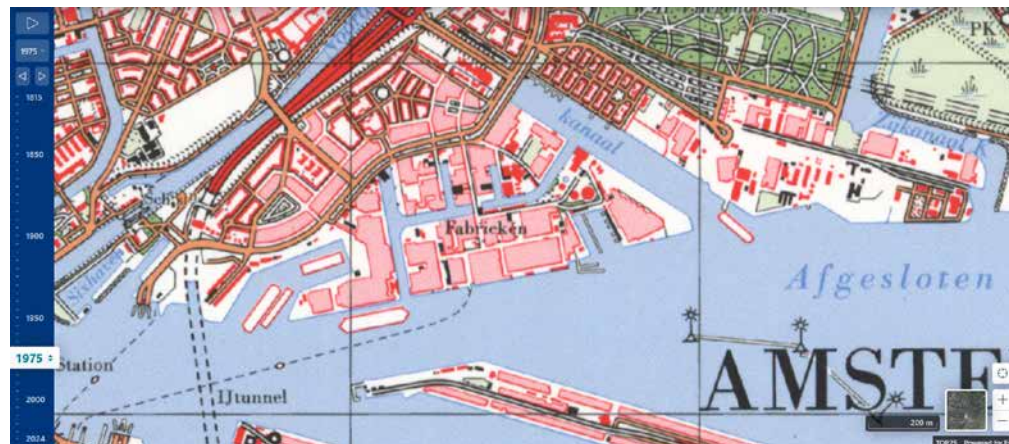 1975
1815
1850
1900
1950
1975
2000
2024
kanaal
Zijkanaal K
PK
Fabrieken
Afgesloten
Station
IJtunnel
AMSTE
200 m